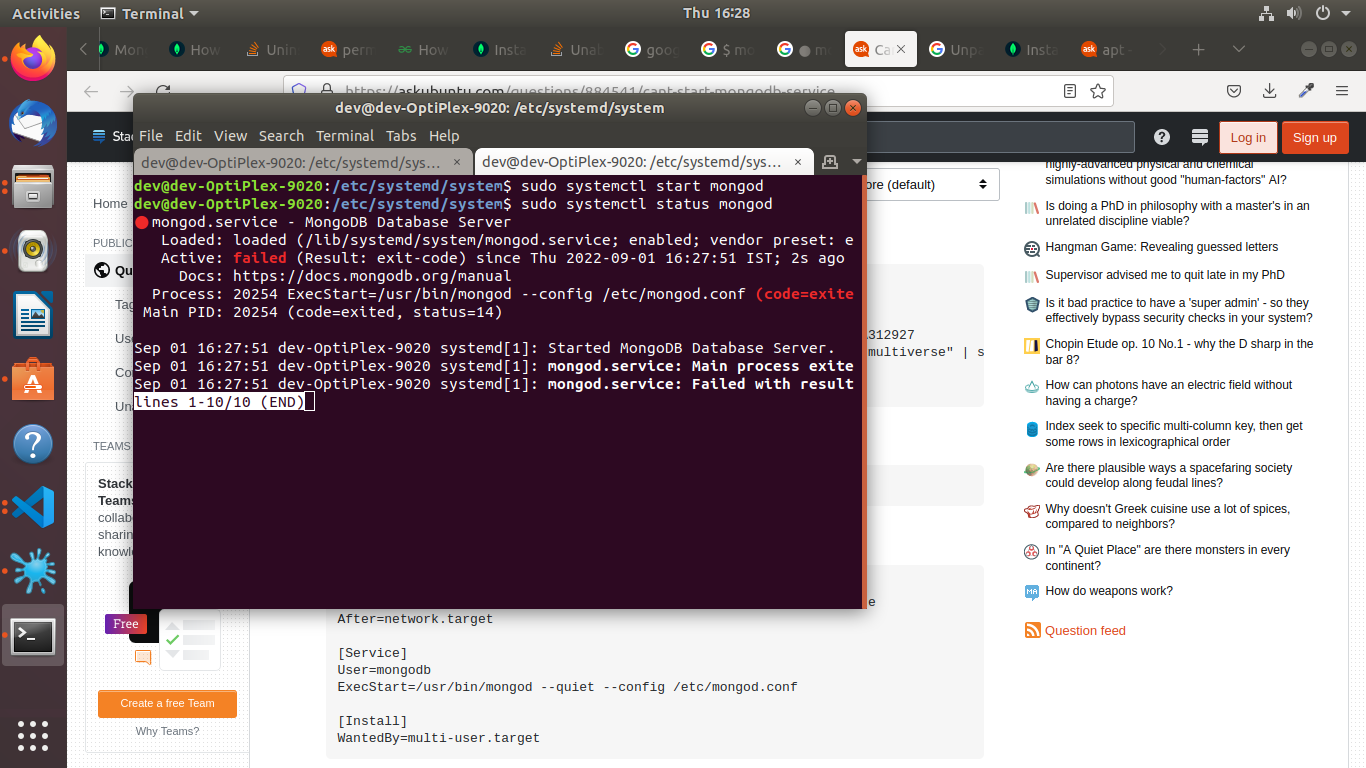 Activities
Terminal
Thu 16:28
Mon
How
Unin
perm
How
Insta
Unab
goog
$ mo
mo
Ca
Unpa
Insta
apt -
https://askubuntu.com/questions/884541/cant-start-mongodb-service
dev@dev-OptiPlex-9020: /etc/systemd/system
File Edit View Search Terminal Tabs Help
dev@dev-OptiPlex-9020: /etc/systemd/sys...
dev@dev-OptiPlex-9020: /etc/systemd/sys...
dev@dev-OptiPlex-9020:/etc/systemd/system$ sudo systemctl start mongod
dev@dev-OptiPlex-9020:/etc/systemd/system$ sudo systemctl status mongod
● mongod.service - MongoDB Database Server
Loaded: loaded (/lib/systemd/system/mongod.service; enabled; vendor preset: e
Active: failed (Result: exit-code) since Thu 2022-09-01 16:27:51 IST; 2s ago
Docs: https://docs.mongodb.org/manual
Process: 20254 ExecStart=/usr/bin/mongod --config /etc/mongod.conf (code=exite
Main PID: 20254 (code=exited, status=14)
Sep 01 16:27:51 dev-OptiPlex-9020 systemd[1]: Started MongoDB Database Server.
Sep 01 16:27:51 dev-OptiPlex-9020 systemd[1]: mongod.service: Main process exite
Sep 01 16:27:51 dev-OptiPlex-9020 systemd[1]: mongod.service: Failed with result
lines 1-10/10 (END)
Stac
Log in
Sign up
Home
PUBLIC
Qu
Tag
Use
Co
Una
TEAMS
Stack
Teams
collab
sharin
knowle
Free
Create a free Team
Why Teams?
ore (default)
A312927
multiverse" | s
e
After=network.target
[Service]
User=mongodb
ExecStart=/usr/bin/mongod --quiet --config /etc/mongod.conf
[Install]
WantedBy=multi-user.target
highly-advanced physical and chemical
simulations without good "human-factors" AI?
Is doing a PhD in philosophy with a master's in an
unrelated discipline viable?
Hangman Game: Revealing guessed letters
Supervisor advised me to quit late in my PhD
Is it bad practice to have a 'super admin' - so they
effectively bypass security checks in your system?
Chopin Etude op. 10 No.1 - why the D sharp in the
bar 8?
How can photons have an electric field without
having a charge?
Index seek to specific multi-column key, then get
some rows in lexicographical order
Are there plausible ways a spacefaring society
could develop along feudal lines?
Why doesn't Greek cuisine use a lot of spices,
compared to neighbors?
In "A Quiet Place" are there monsters in every
continent?
How do weapons work?
Question feed